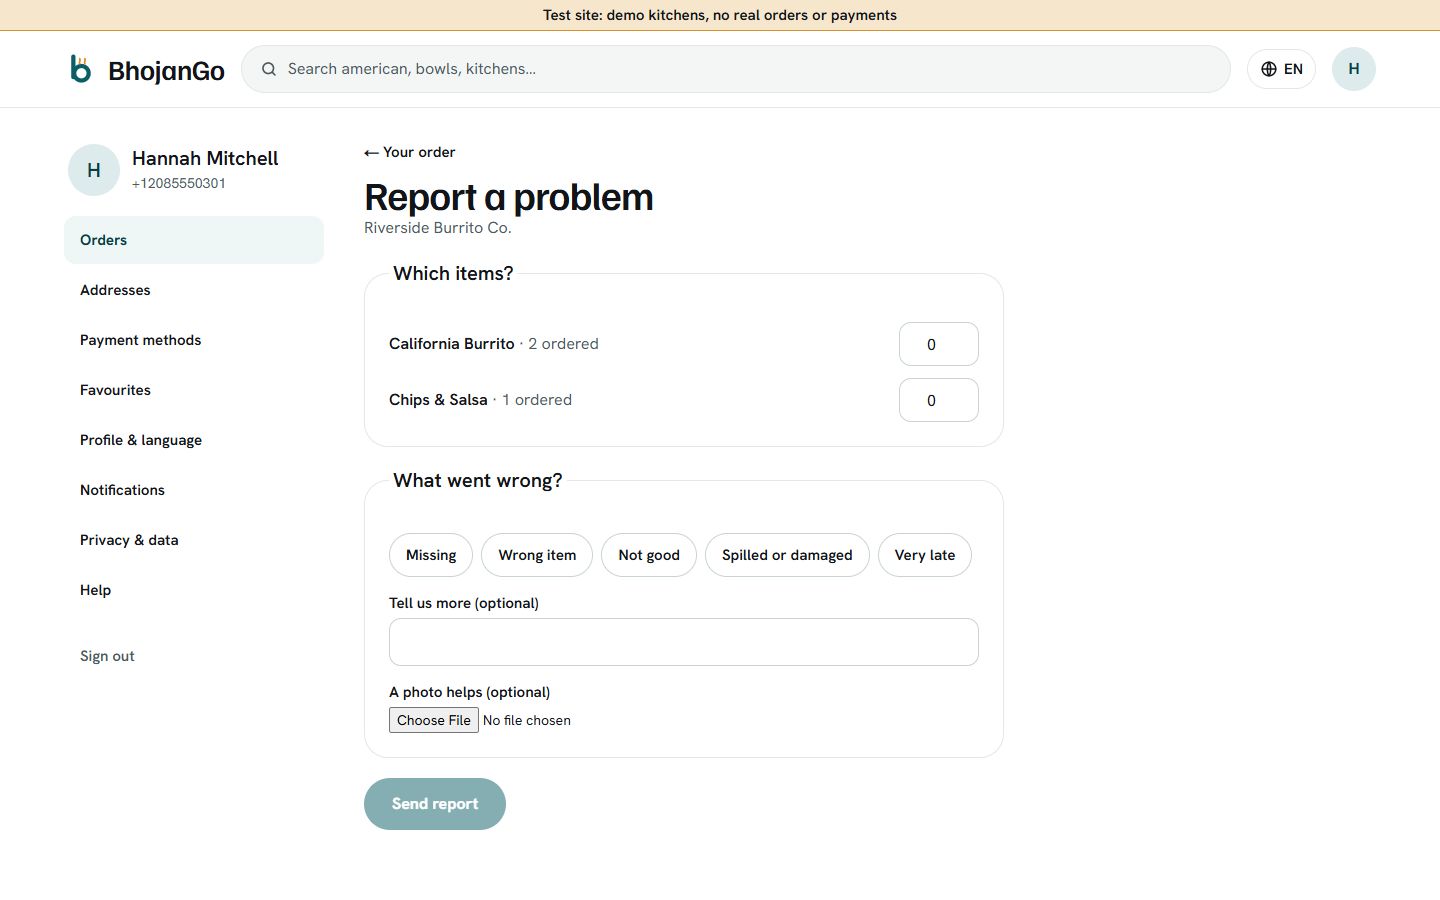 Test site: demo kitchens, no real orders or payments
BhojanGo
Search american, bowls, kitchens...
EN
H
H
Hannah Mitchell
+12085550301
Orders
Addresses
Payment methods
Favourites
Profile & language
Notifications
Privacy & data
Help
Sign out
← Your order
Report a problem
Riverside Burrito Co.
Which items?
California Burrito · 2 ordered
0
Chips & Salsa · 1 ordered
0
What went wrong?
Missing
Wrong item
Not good
Spilled or damaged
Very late
Tell us more (optional)
A photo helps (optional)
Choose File No file chosen
Send report